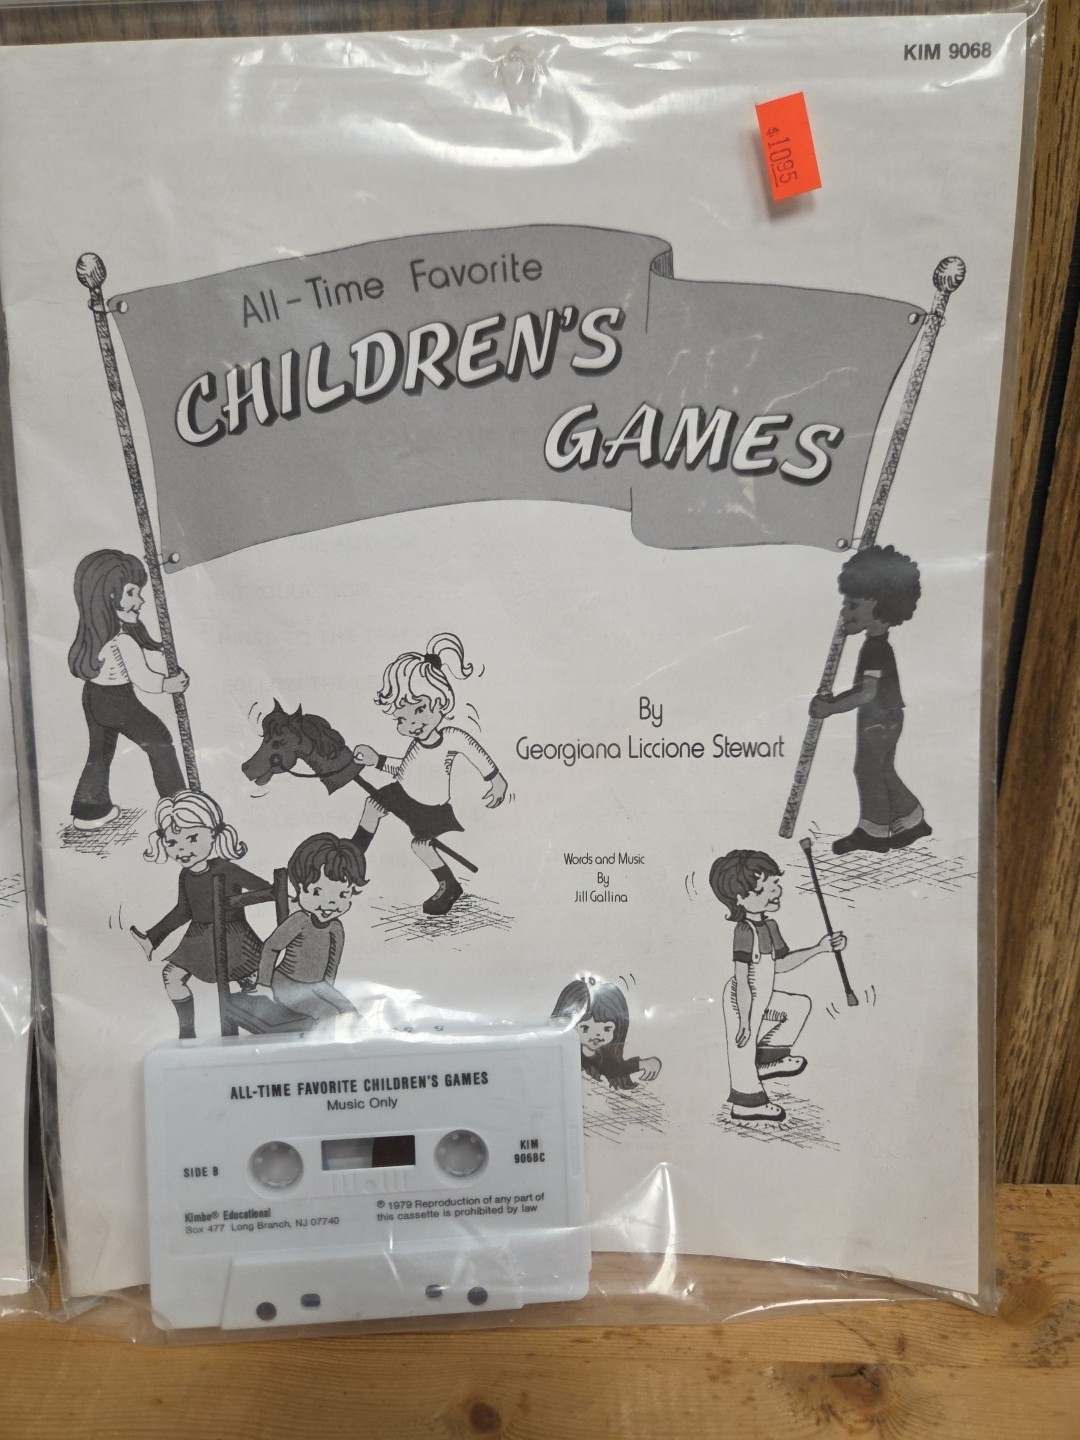 KIM 9068
$10.95
All-Time Favorite
CHILDREN'S
GAMES
By
Georgiana Liccione Stewart
Words and Music
By
Jill Gallina
ALL-TIME FAVORITE CHILDREN'S GAMES
Music Only
SIDE B
KIM
9068C
Kimbo® Educational
Box 477 Long Branch, NJ 07740
℗ 1979 Reproduction of any part of
this cassette is prohibited by law